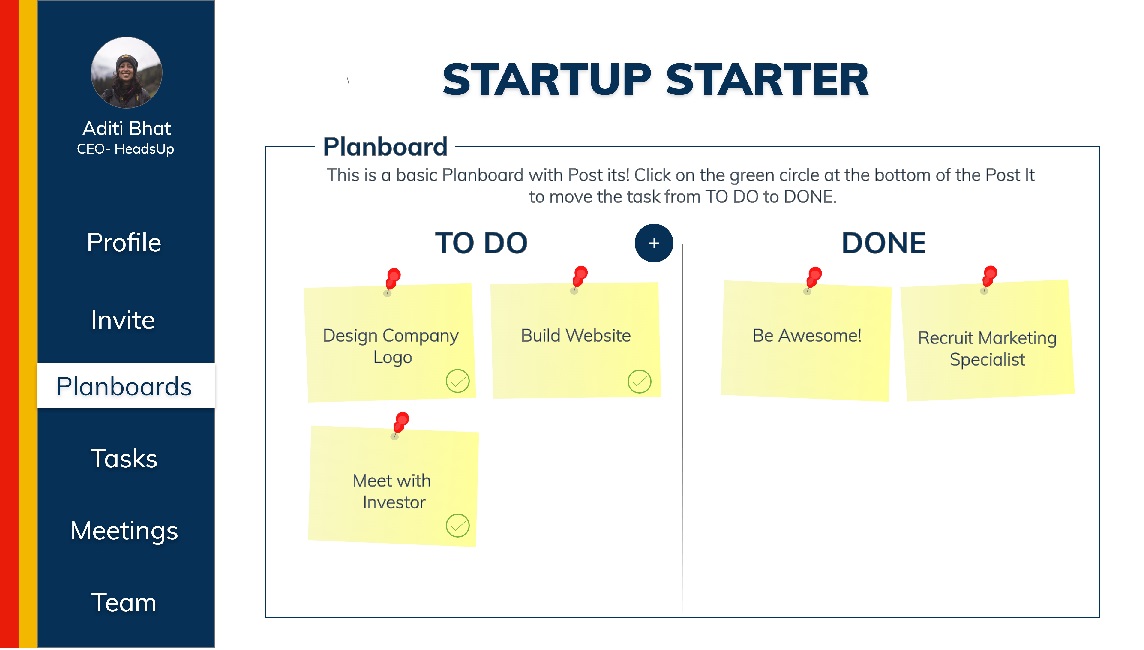 Aditi Bhat
CEO- HeadsUp
Profile
Invite
Planboards
Tasks
Meetings
Team
STARTUP STARTER
Planboard
This is a basic Planboard with Post its! Click on the green circle at the bottom of the Post It
to move the task from TO DO to DONE.
TO DO
+
Design Company
Logo
Build Website
Meet with
Investor
DONE
Be Awesome!
Recruit Marketing
Specialist